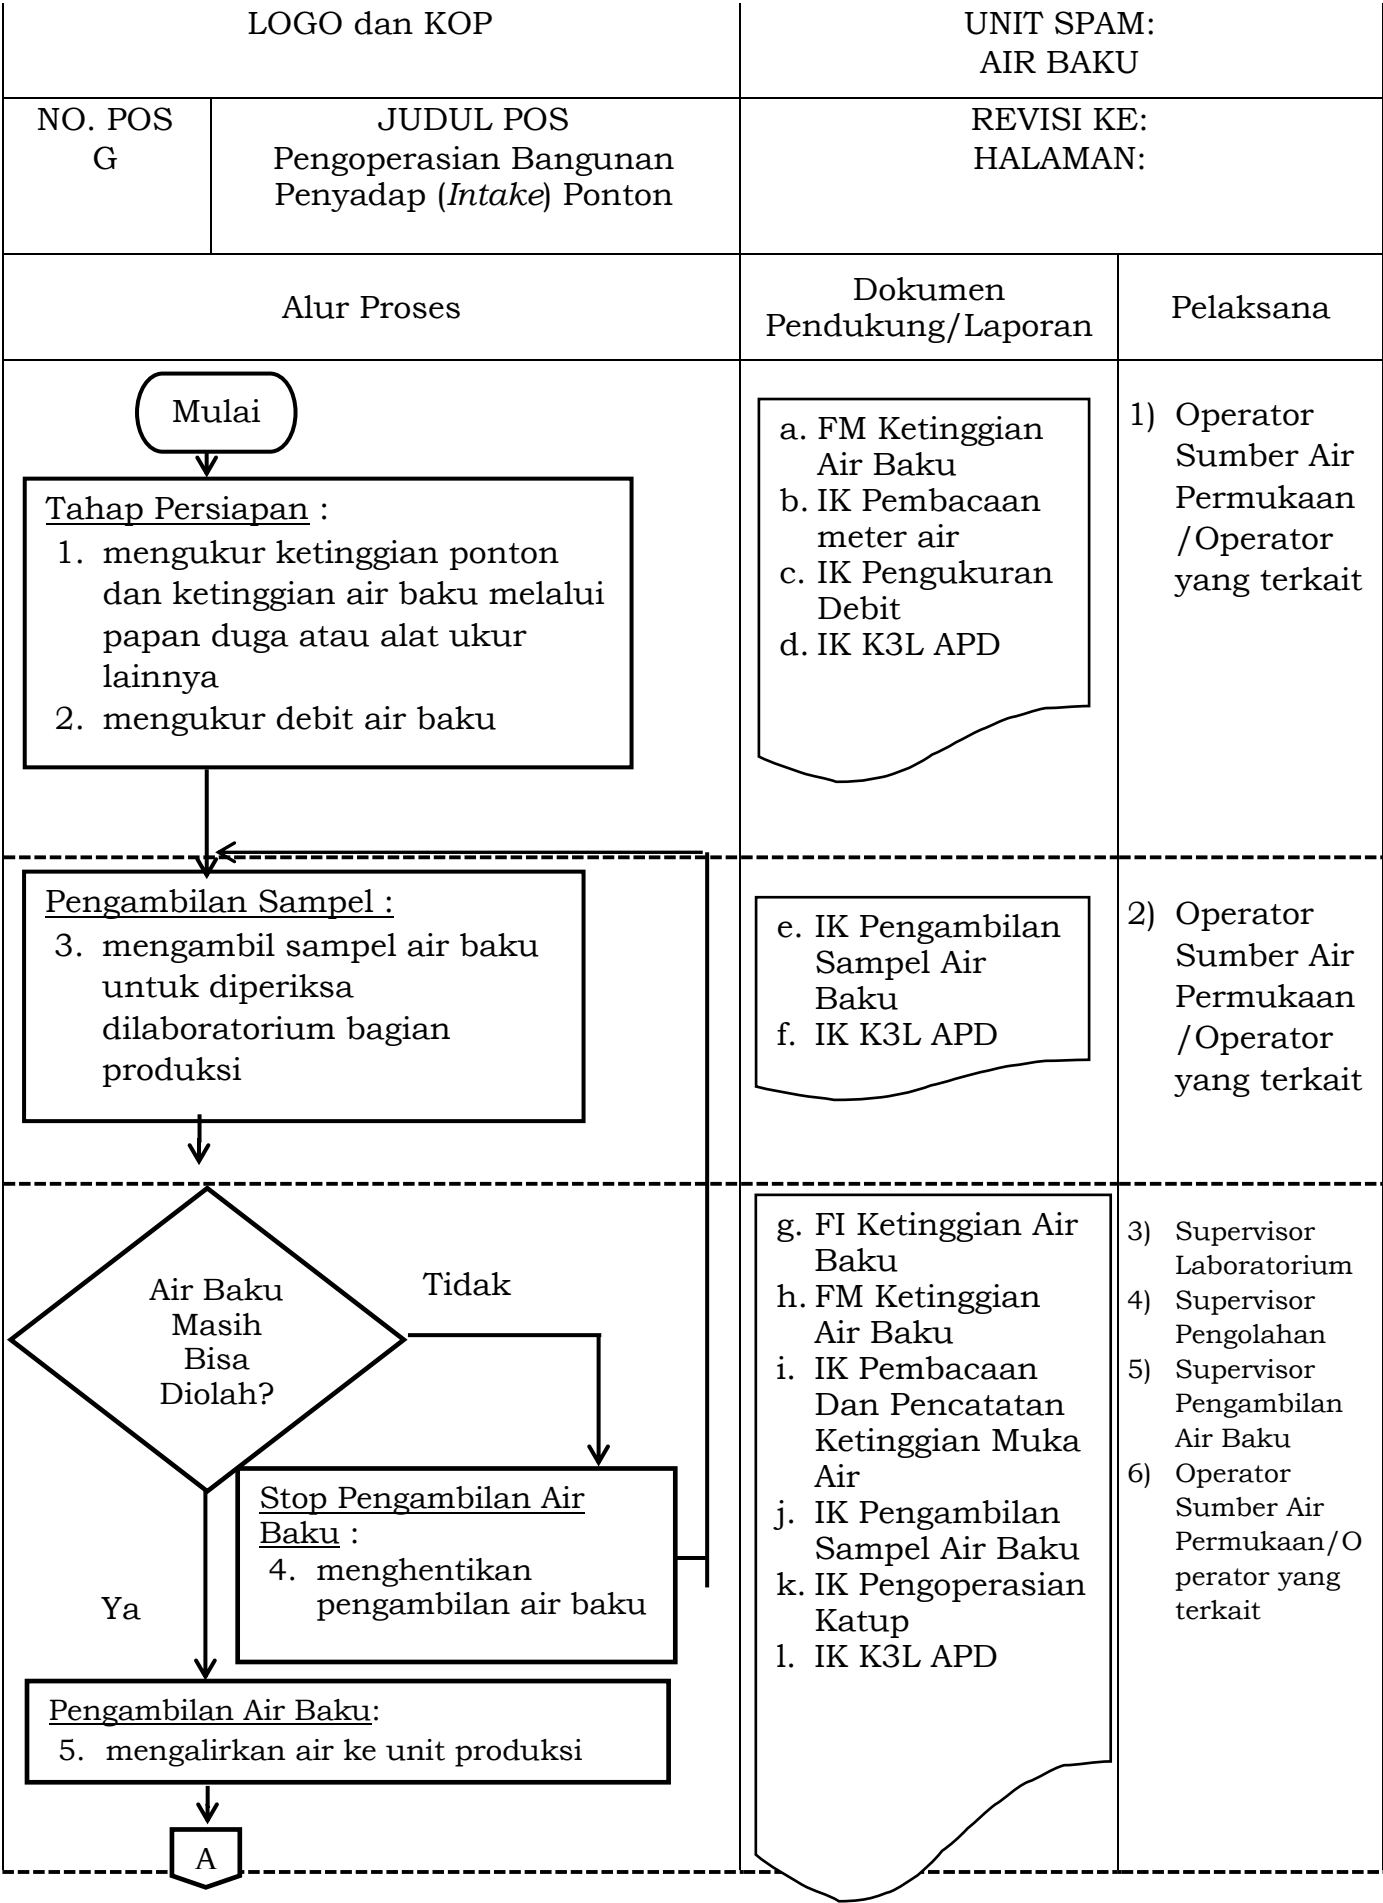 LOGO dan KOP
UNIT SPAM:
AIR BAKU
NO. POS
G
JUDUL POS
Pengoperasian Bangunan
Penyadap (Intake) Ponton
REVISI KE:
HALAMAN:
Alur Proses
Dokumen
Pendukung/Laporan
Pelaksana
Mulai
Tahap Persiapan :
1. mengukur ketinggian ponton
dan ketinggian air baku melalui
papan duga atau alat ukur
lainnya
2. mengukur debit air baku
a. FM Ketinggian
Air Baku
b. IK Pembacaan
meter air
c. IK Pengukuran
Debit
d. IK K3L APD
1) Operator
Sumber Air
Permukaan
/Operator
yang terkait
Pengambilan Sampel :
3. mengambil sampel air baku
untuk diperiksa
dilaboratorium bagian
produksi
e. IK Pengambilan
Sampel Air
Baku
f. IK K3L APD
2) Operator
Sumber Air
Permukaan
/Operator
yang terkait
Air Baku
Masih
Bisa
Diolah?
Tidak
Stop Pengambilan Air
Baku :
4. menghentikan
pengambilan air baku
Ya
Pengambilan Air Baku:
5. mengalirkan air ke unit produksi
A
g. FI Ketinggian Air
Baku
h. FM Ketinggian
Air Baku
i. IK Pembacaan
Dan Pencatatan
Ketinggian Muka
Air
j. IK Pengambilan
Sampel Air Baku
k. IK Pengoperasian
Katup
l. IK K3L APD
3) Supervisor
Laboratorium
4) Supervisor
Pengolahan
5) Supervisor
Pengambilan
Air Baku
6) Operator
Sumber Air
Permukaan/O
perator yang
terkait